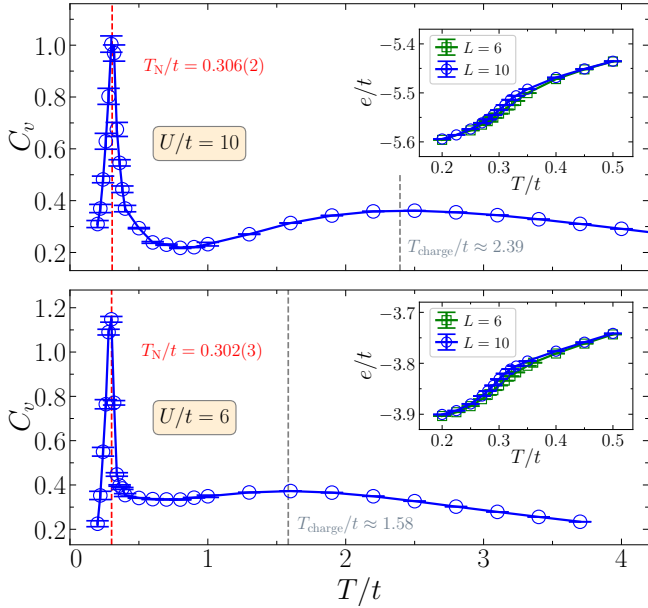 1.0
0.8
0.6
0.4
0.2
C_v
T_N/t = 0.306(2)
U/t = 10
T_charge/t ≈ 2.39
−5.4
−5.5
−5.6
e/t
L = 6
L = 10
0.2 0.3 0.4 0.5
T/t
1.2
1.0
0.8
0.6
0.4
0.2
C_v
T_N/t = 0.302(3)
U/t = 6
T_charge/t ≈ 1.58
−3.7
−3.8
−3.9
e/t
L = 6
L = 10
0.2 0.3 0.4 0.5
T/t
0 1 2 3 4
T/t